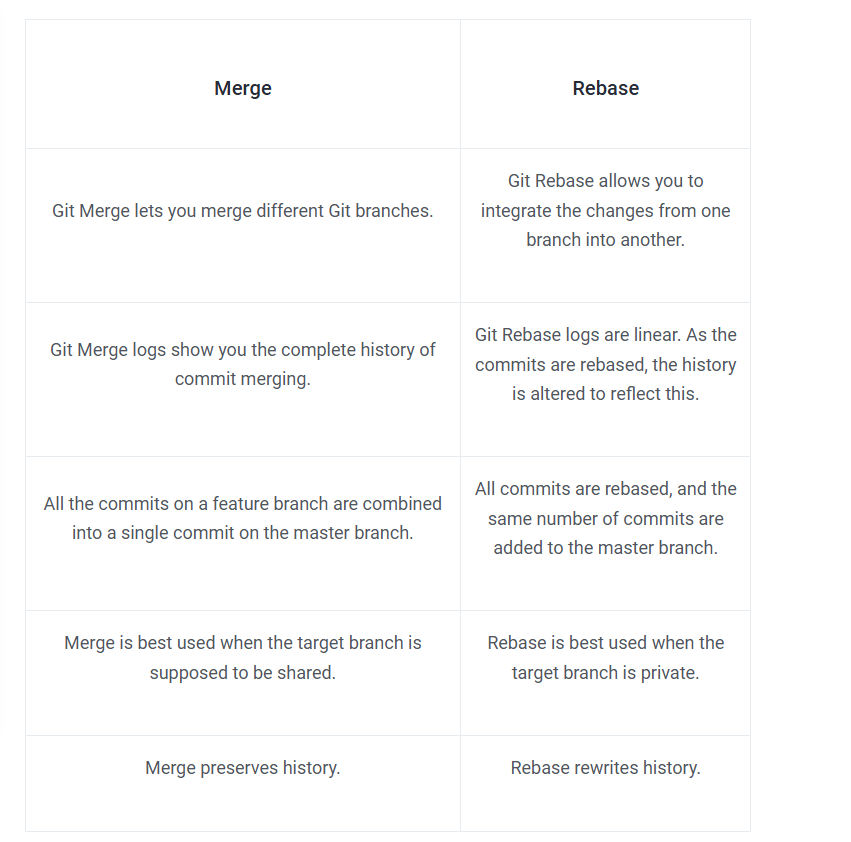 Merge
Rebase
Git Merge lets you merge different Git branches.
Git Rebase allows you to
integrate the changes from one
branch into another.
Git Merge logs show you the complete history of
commit merging.
Git Rebase logs are linear. As the
commits are rebased, the history
is altered to reflect this.
All the commits on a feature branch are combined
into a single commit on the master branch.
All commits are rebased, and the
same number of commits are
added to the master branch.
Merge is best used when the target branch is
supposed to be shared.
Rebase is best used when the
target branch is private.
Merge preserves history.
Rebase rewrites history.